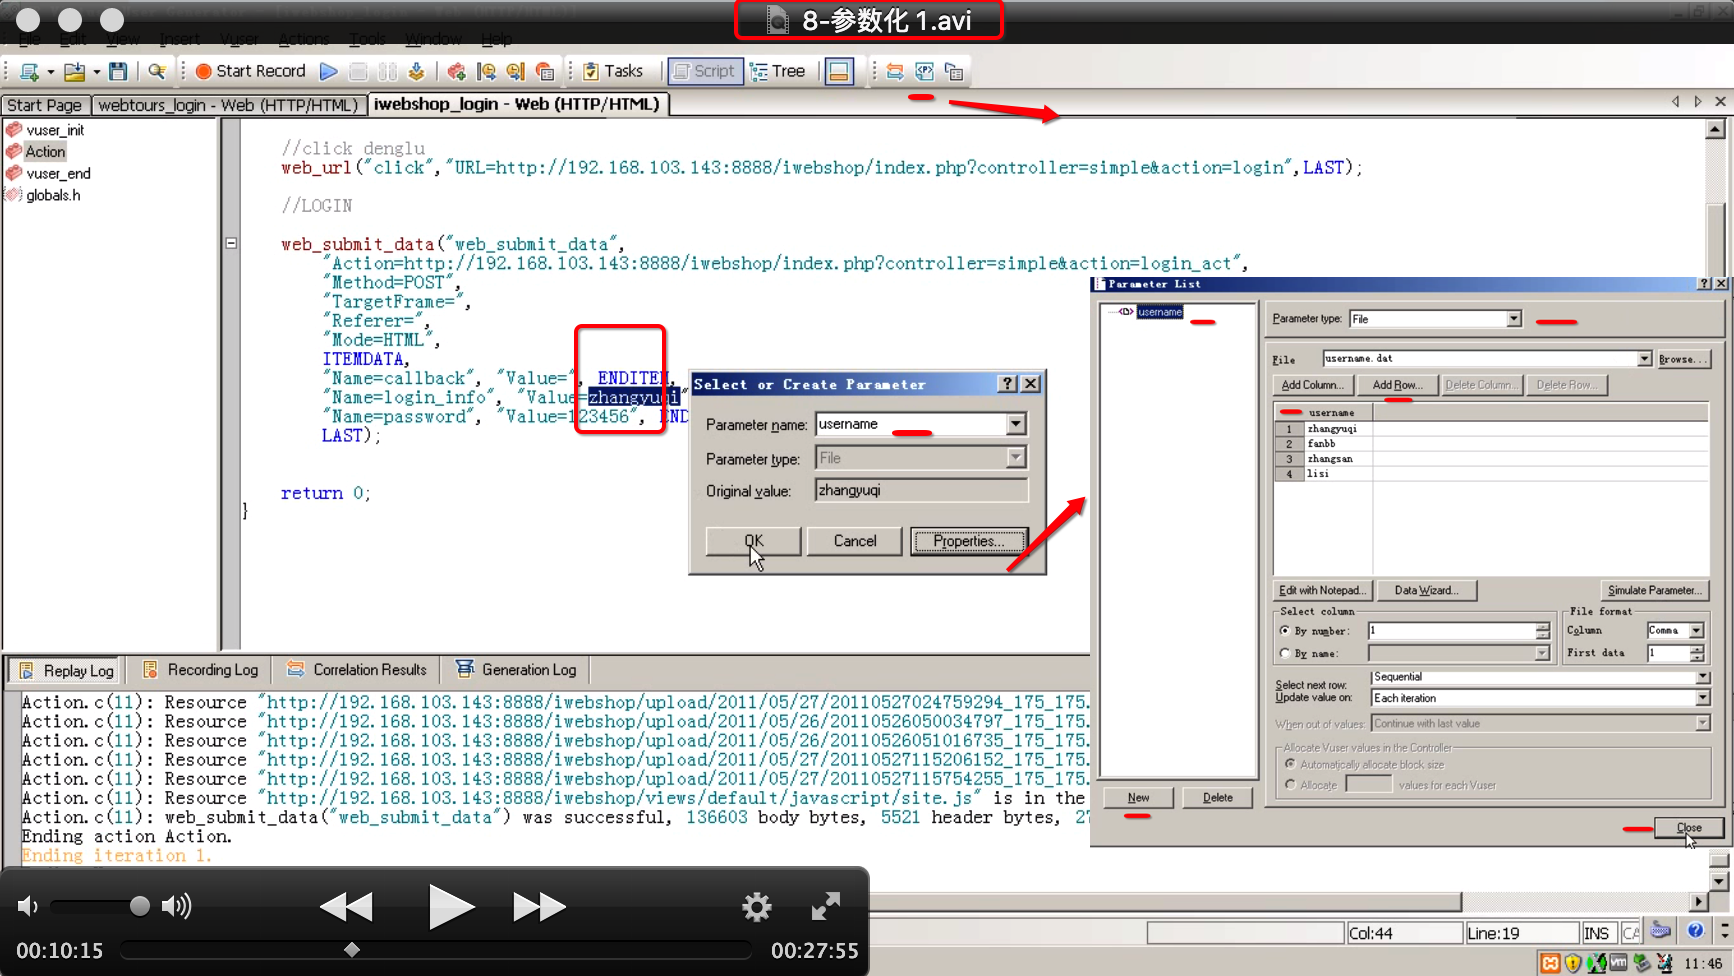 8-参数化 1.avi
File Edit View Insert Vuser Actions Tools Window Help
Start Record Tasks Script Tree
Start Page webtours_login - Web (HTTP/HTML) iwebshop_login - Web (HTTP/HTML)
vuser_init
Action
vuser_end
globals.h
//click denglu
web_url("click","URL=http://192.168.103.143:8888/iwebshop/index.php?controller=simple&action=login",LAST);
//LOGIN
web_submit_data("web_submit_data",
"Action=http://192.168.103.143:8888/iwebshop/index.php?controller=simple&action=login_act",
"Method=POST",
"TargetFrame=",
"Referer=",
"Mode=HTML",
ITEMDATA,
"Name=callback", "Value=", ENDITEM,
"Name=login_info", "Value=zhangyuqi"
"Name=password", "Value=123456", END
LAST);
return 0;
}
Select or Create Parameter
Parameter name: username
Parameter type: File
Original value: zhangyuqi
OK Cancel Properties...
Parameter List
username
Parameter type: File
File username.dat Browse...
Add Column... Add Row... Delete Column... Delete Row...
username
1 zhangyuqi
2 fanbb
3 zhangsan
4 lisi
Edit with Notepad... Data Wizard... Simulate Parameter...
Select column File format
By number: 1 Column Comma
By name: First data 1
Select next row: Sequential
Update value on: Each iteration
When out of values: Continue with last value
Allocate Vuser values in the Controller
Automatically allocate block size
Allocate values for each Vuser
New Delete
Close
Replay Log Recording Log Correlation Results Generation Log
Action.c(11): Resource "http://192.168.103.143:8888/iwebshop/upload/2011/05/27/20110527024759294_175_175.
Action.c(11): Resource "http://192.168.103.143:8888/iwebshop/upload/2011/05/26/20110526050034797_175_175.
Action.c(11): Resource "http://192.168.103.143:8888/iwebshop/upload/2011/05/26/20110526051016735_175_175.
Action.c(11): Resource "http://192.168.103.143:8888/iwebshop/upload/2011/05/27/20110527115206152_175_175.
Action.c(11): Resource "http://192.168.103.143:8888/iwebshop/upload/2011/05/27/20110527115754255_175_175.
Action.c(11): Resource "http://192.168.103.143:8888/iwebshop/views/default/javascript/site.js" is in the
Action.c(11): web_submit_data("web_submit_data") was successful, 136603 body bytes, 5521 header bytes, 27
Ending action Action.
Ending iteration 1.
00:10:15 00:27:55
Col:44 Line:19 INS CA
11:46